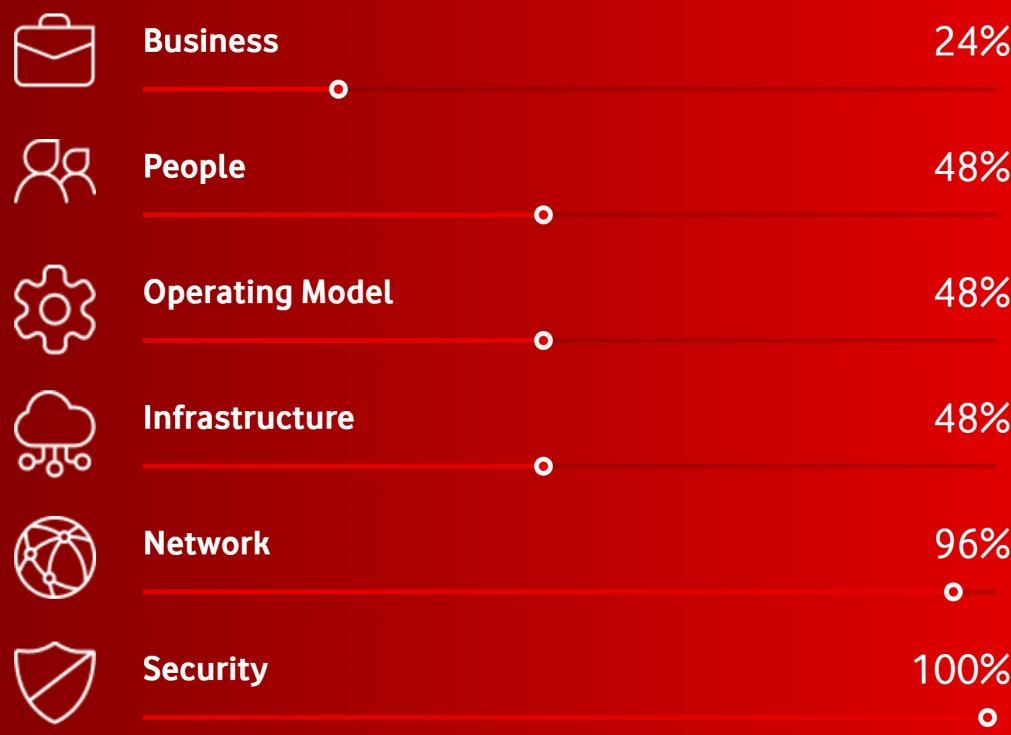 Business 24%
People 48%
Operating Model 48%
Infrastructure 48%
Network 96%
Security 100%